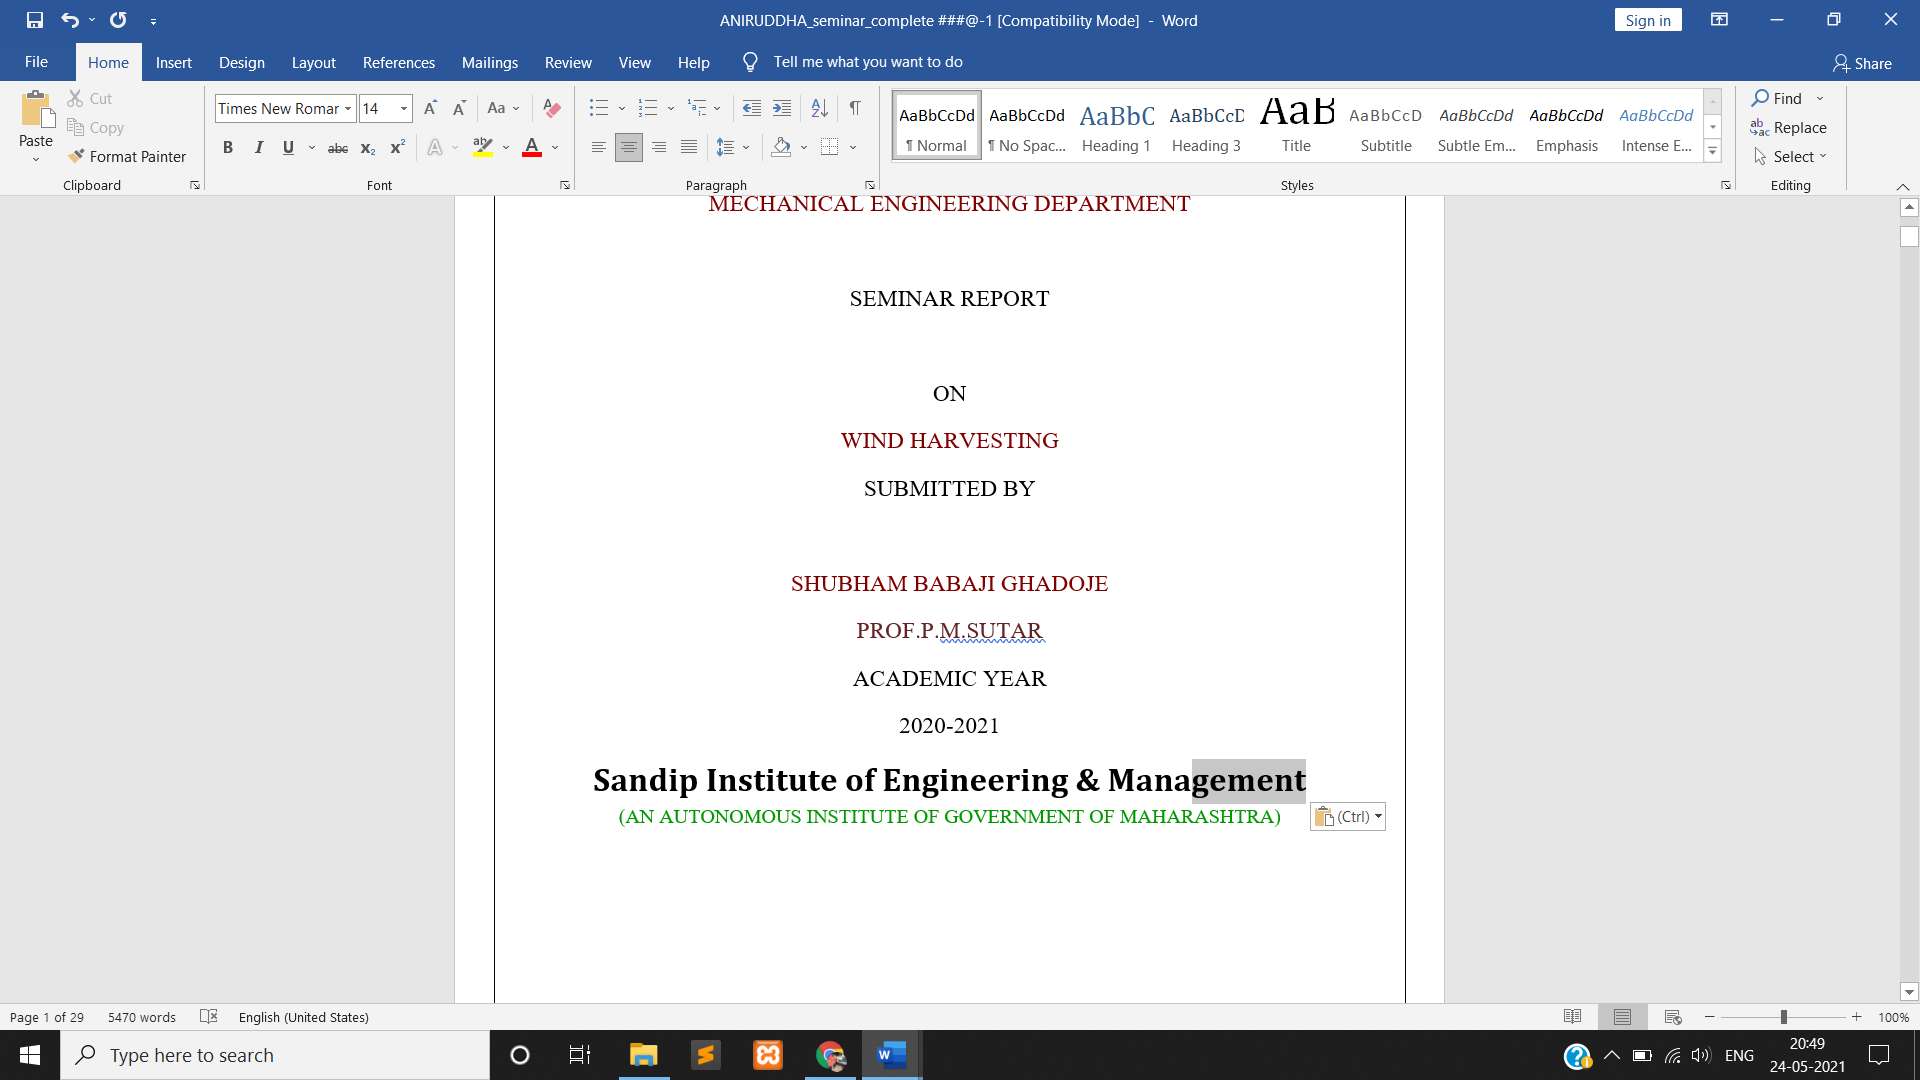 ANIRUDDHA_seminar_complete ###@-1 [Compatibility Mode] - Word
Sign in
File Home Insert Design Layout References Mailings Review View Help Tell me what you want to do
Share
Paste
Cut
Copy
Format Painter
Clipboard
Times New Romar 14
Font
Paragraph
AaBbCcDd AaBbCcDd AaBbC AaBbCcD AaB AaBbCcD AaBbCcDd AaBbCcDd AaBbCcDd
¶ Normal ¶ No Spac... Heading 1 Heading 3 Title Subtitle Subtle Em... Emphasis Intense E...
Styles
Find
Replace
Select
Editing
MECHANICAL ENGINEERING DEPARTMENT
SEMINAR REPORT
ON
WIND HARVESTING
SUBMITTED BY
SHUBHAM BABAJI GHADOJE
PROF.P.M.SUTAR
ACADEMIC YEAR
2020-2021
Sandip Institute of Engineering & Management
(AN AUTONOMOUS INSTITUTE OF GOVERNMENT OF MAHARASHTRA)
(Ctrl)
Page 1 of 29 5470 words English (United States) 100%
Type here to search
ENG
20:49
24-05-2021